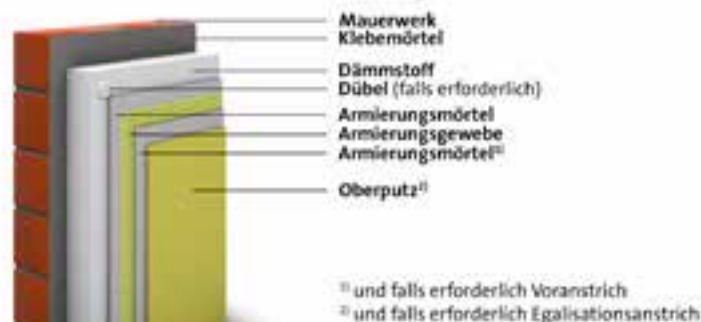 Mauerwerk
Klebemörtel
Dämmstoff
Dübel (falls erforderlich)
Armierungsmörtel
Armierungsgewebe
Armierungsmörtel¹⁾
Oberputz²⁾
¹⁾ und falls erforderlich Voranstrich
²⁾ und falls erforderlich Egalisationsanstrich